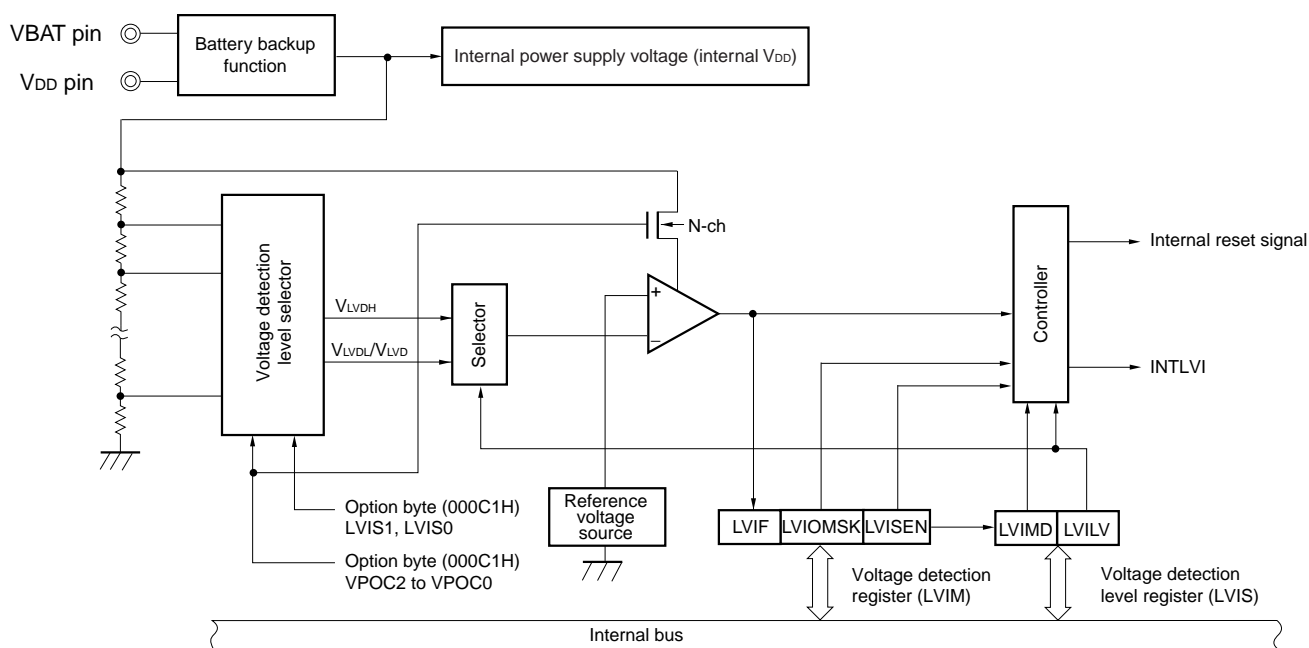 VBAT pin
VDD pin
Battery backup
function
Internal power supply voltage (internal VDD)
N-ch
Voltage detection
level selector
VLVDH
VLVDL/VLVD
Selector
+
−
Controller
Internal reset signal
INTLVI
Option byte (000C1H)
LVIS1, LVIS0
Option byte (000C1H)
VPOC2 to VPOC0
Reference
voltage
source
LVIF
LVIOMSK
LVISEN
LVIMD
LVILV
Voltage detection
register (LVIM)
Voltage detection
level register (LVIS)
Internal bus